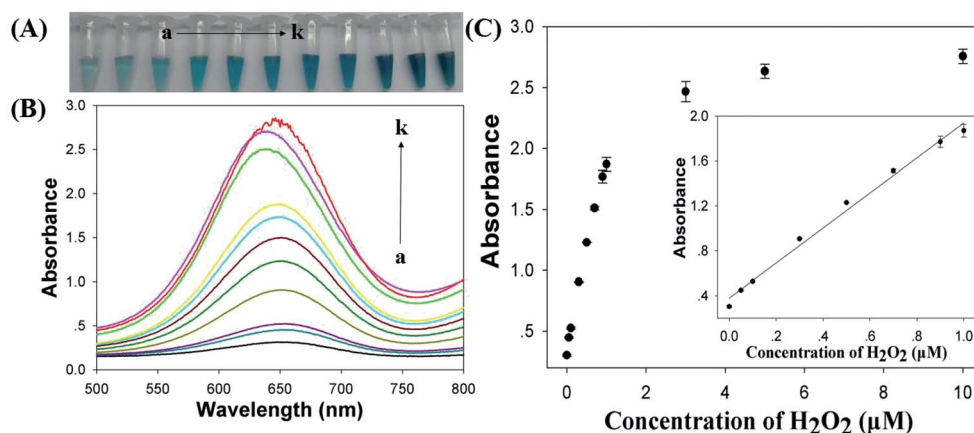 (A)
a
k
(B)
3.0
2.5
2.0
1.5
1.0
.5
0
k
a
500
550
600
650
700
750
800
Absorbance
Wavelength (nm)
(C)
3.0
2.5
2.0
1.5
1.0
.5
0
2
4
6
8
10
Absorbance
Concentration of H₂O₂ (µM)
2.0
1.6
1.2
.8
.4
0.0
.2
.4
.6
.8
1.0
Absorbance
Concentration of H₂O₂ (µM)